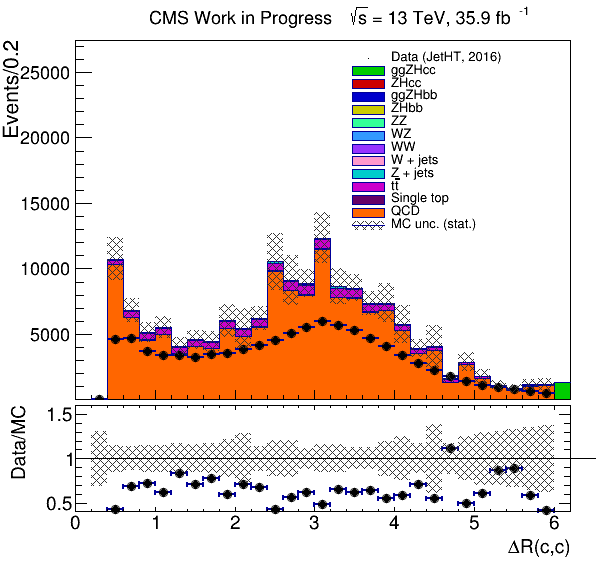 CMS Work in Progress √s = 13 TeV, 35.9 fb -1
Events/0.2
25000
20000
15000
10000
5000
Data (JetHT, 2016)
ggZHcc
ZHcc
ggZHbb
ZHbb
ZZ
WZ
WW
W + jets
Z + jets
tt̄
Single top
QCD
MC unc. (stat.)
Data/MC
1.5
1
0.5
0 1 2 3 4 5 6
ΔR(c,c)